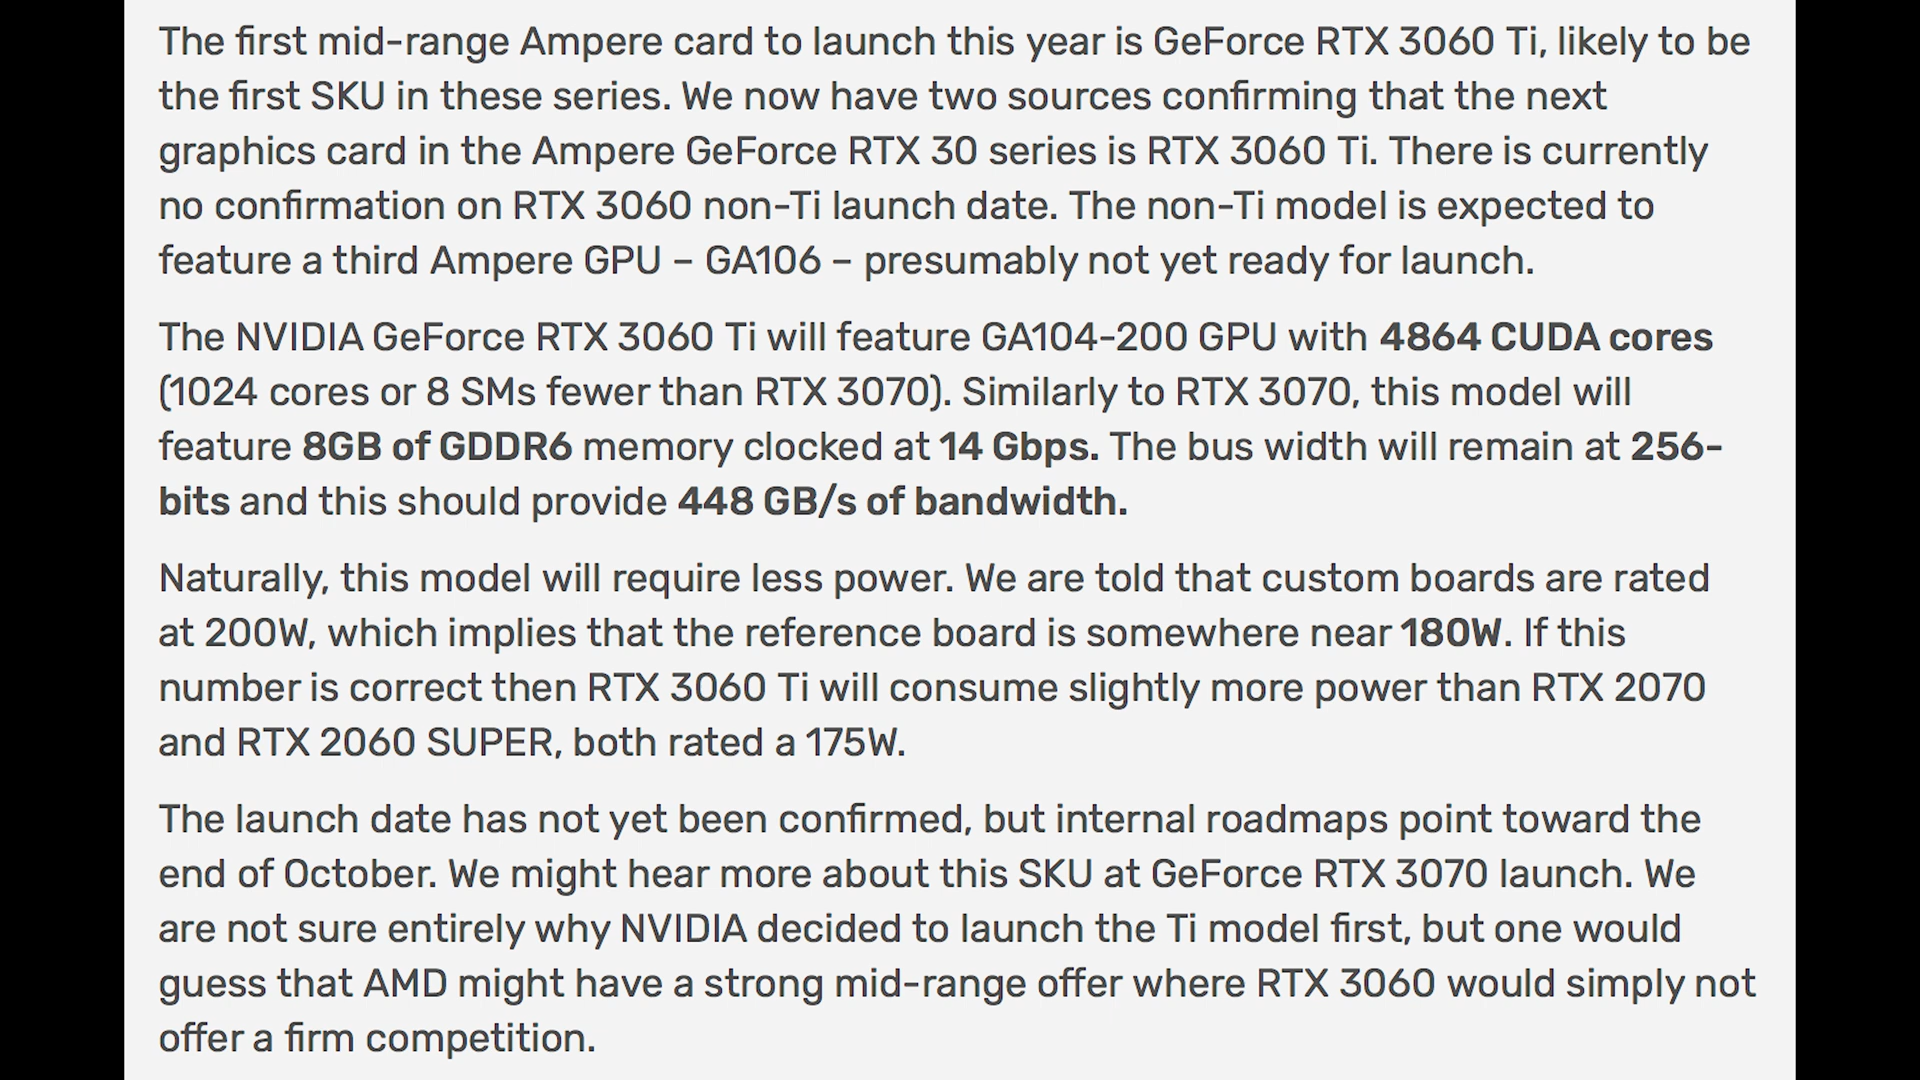 The first mid-range Ampere card to launch this year is GeForce RTX 3060 Ti, likely to be
the first SKU in these series. We now have two sources confirming that the next
graphics card in the Ampere GeForce RTX 30 series is RTX 3060 Ti. There is currently
no confirmation on RTX 3060 non-Ti launch date. The non-Ti model is expected to
feature a third Ampere GPU – GA106 – presumably not yet ready for launch.
The NVIDIA GeForce RTX 3060 Ti will feature GA104-200 GPU with 4864 CUDA cores
(1024 cores or 8 SMs fewer than RTX 3070). Similarly to RTX 3070, this model will
feature 8GB of GDDR6 memory clocked at 14 Gbps. The bus width will remain at 256-
bits and this should provide 448 GB/s of bandwidth.
Naturally, this model will require less power. We are told that custom boards are rated
at 200W, which implies that the reference board is somewhere near 180W. If this
number is correct then RTX 3060 Ti will consume slightly more power than RTX 2070
and RTX 2060 SUPER, both rated a 175W.
The launch date has not yet been confirmed, but internal roadmaps point toward the
end of October. We might hear more about this SKU at GeForce RTX 3070 launch. We
are not sure entirely why NVIDIA decided to launch the Ti model first, but one would
guess that AMD might have a strong mid-range offer where RTX 3060 would simply not
offer a firm competition.